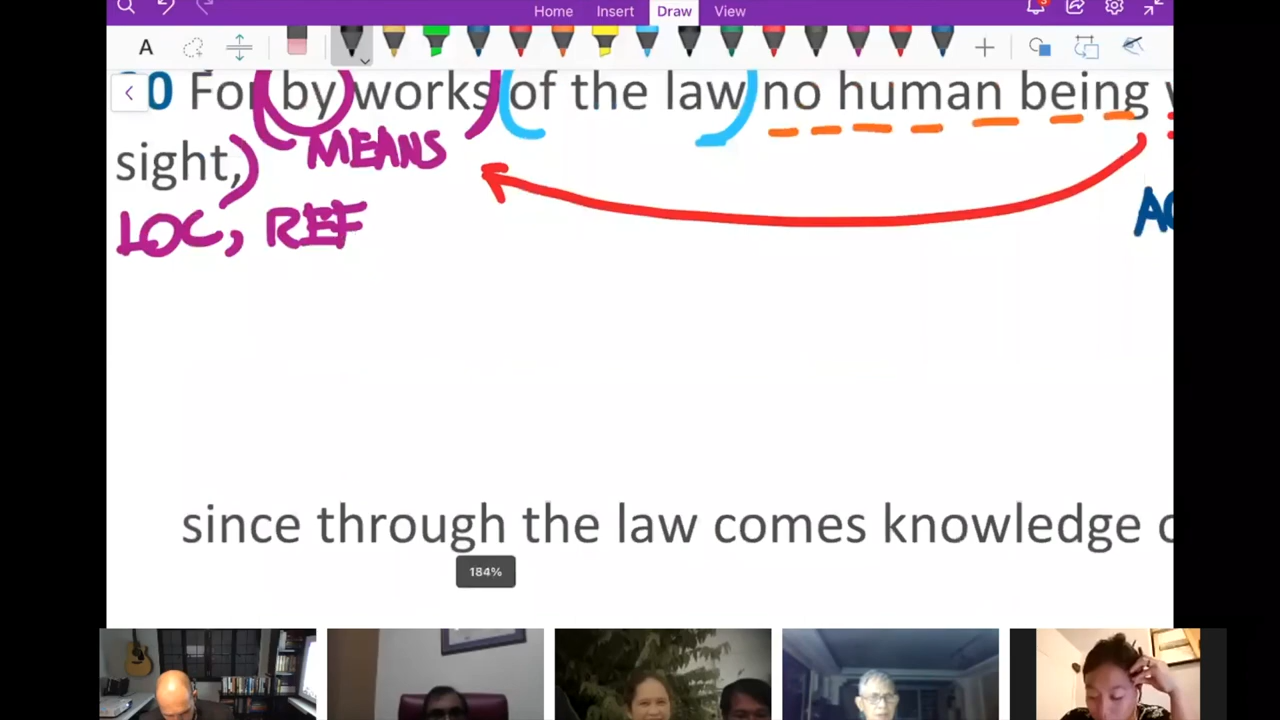 Home Insert Draw View
A
0 For by works of the law no human being
MEANS
sight,
LOC, REF
since through the law comes knowledge
184%